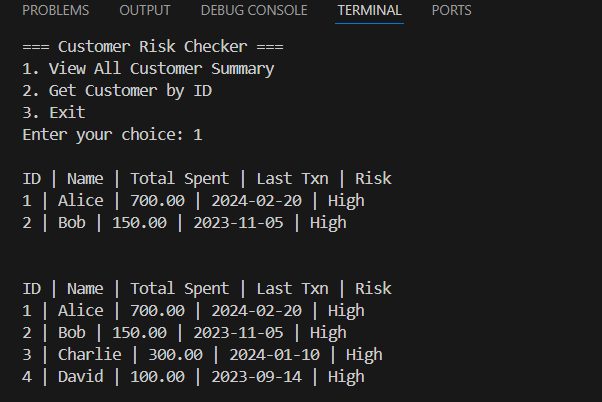 PROBLEMS OUTPUT DEBUG CONSOLE TERMINAL PORTS
=== Customer Risk Checker ===
1. View All Customer Summary
2. Get Customer by ID
3. Exit
Enter your choice: 1
ID | Name | Total Spent | Last Txn | Risk
1 | Alice | 700.00 | 2024-02-20 | High
2 | Bob | 150.00 | 2023-11-05 | High
ID | Name | Total Spent | Last Txn | Risk
1 | Alice | 700.00 | 2024-02-20 | High
2 | Bob | 150.00 | 2023-11-05 | High
3 | Charlie | 300.00 | 2024-01-10 | High
4 | David | 100.00 | 2023-09-14 | High